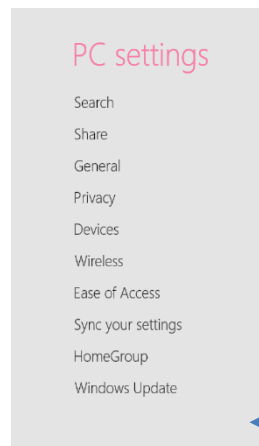 PC settings
Search
Share
General
Privacy
Devices
Wireless
Ease of Access
Sync your settings
HomeGroup
Windows Update